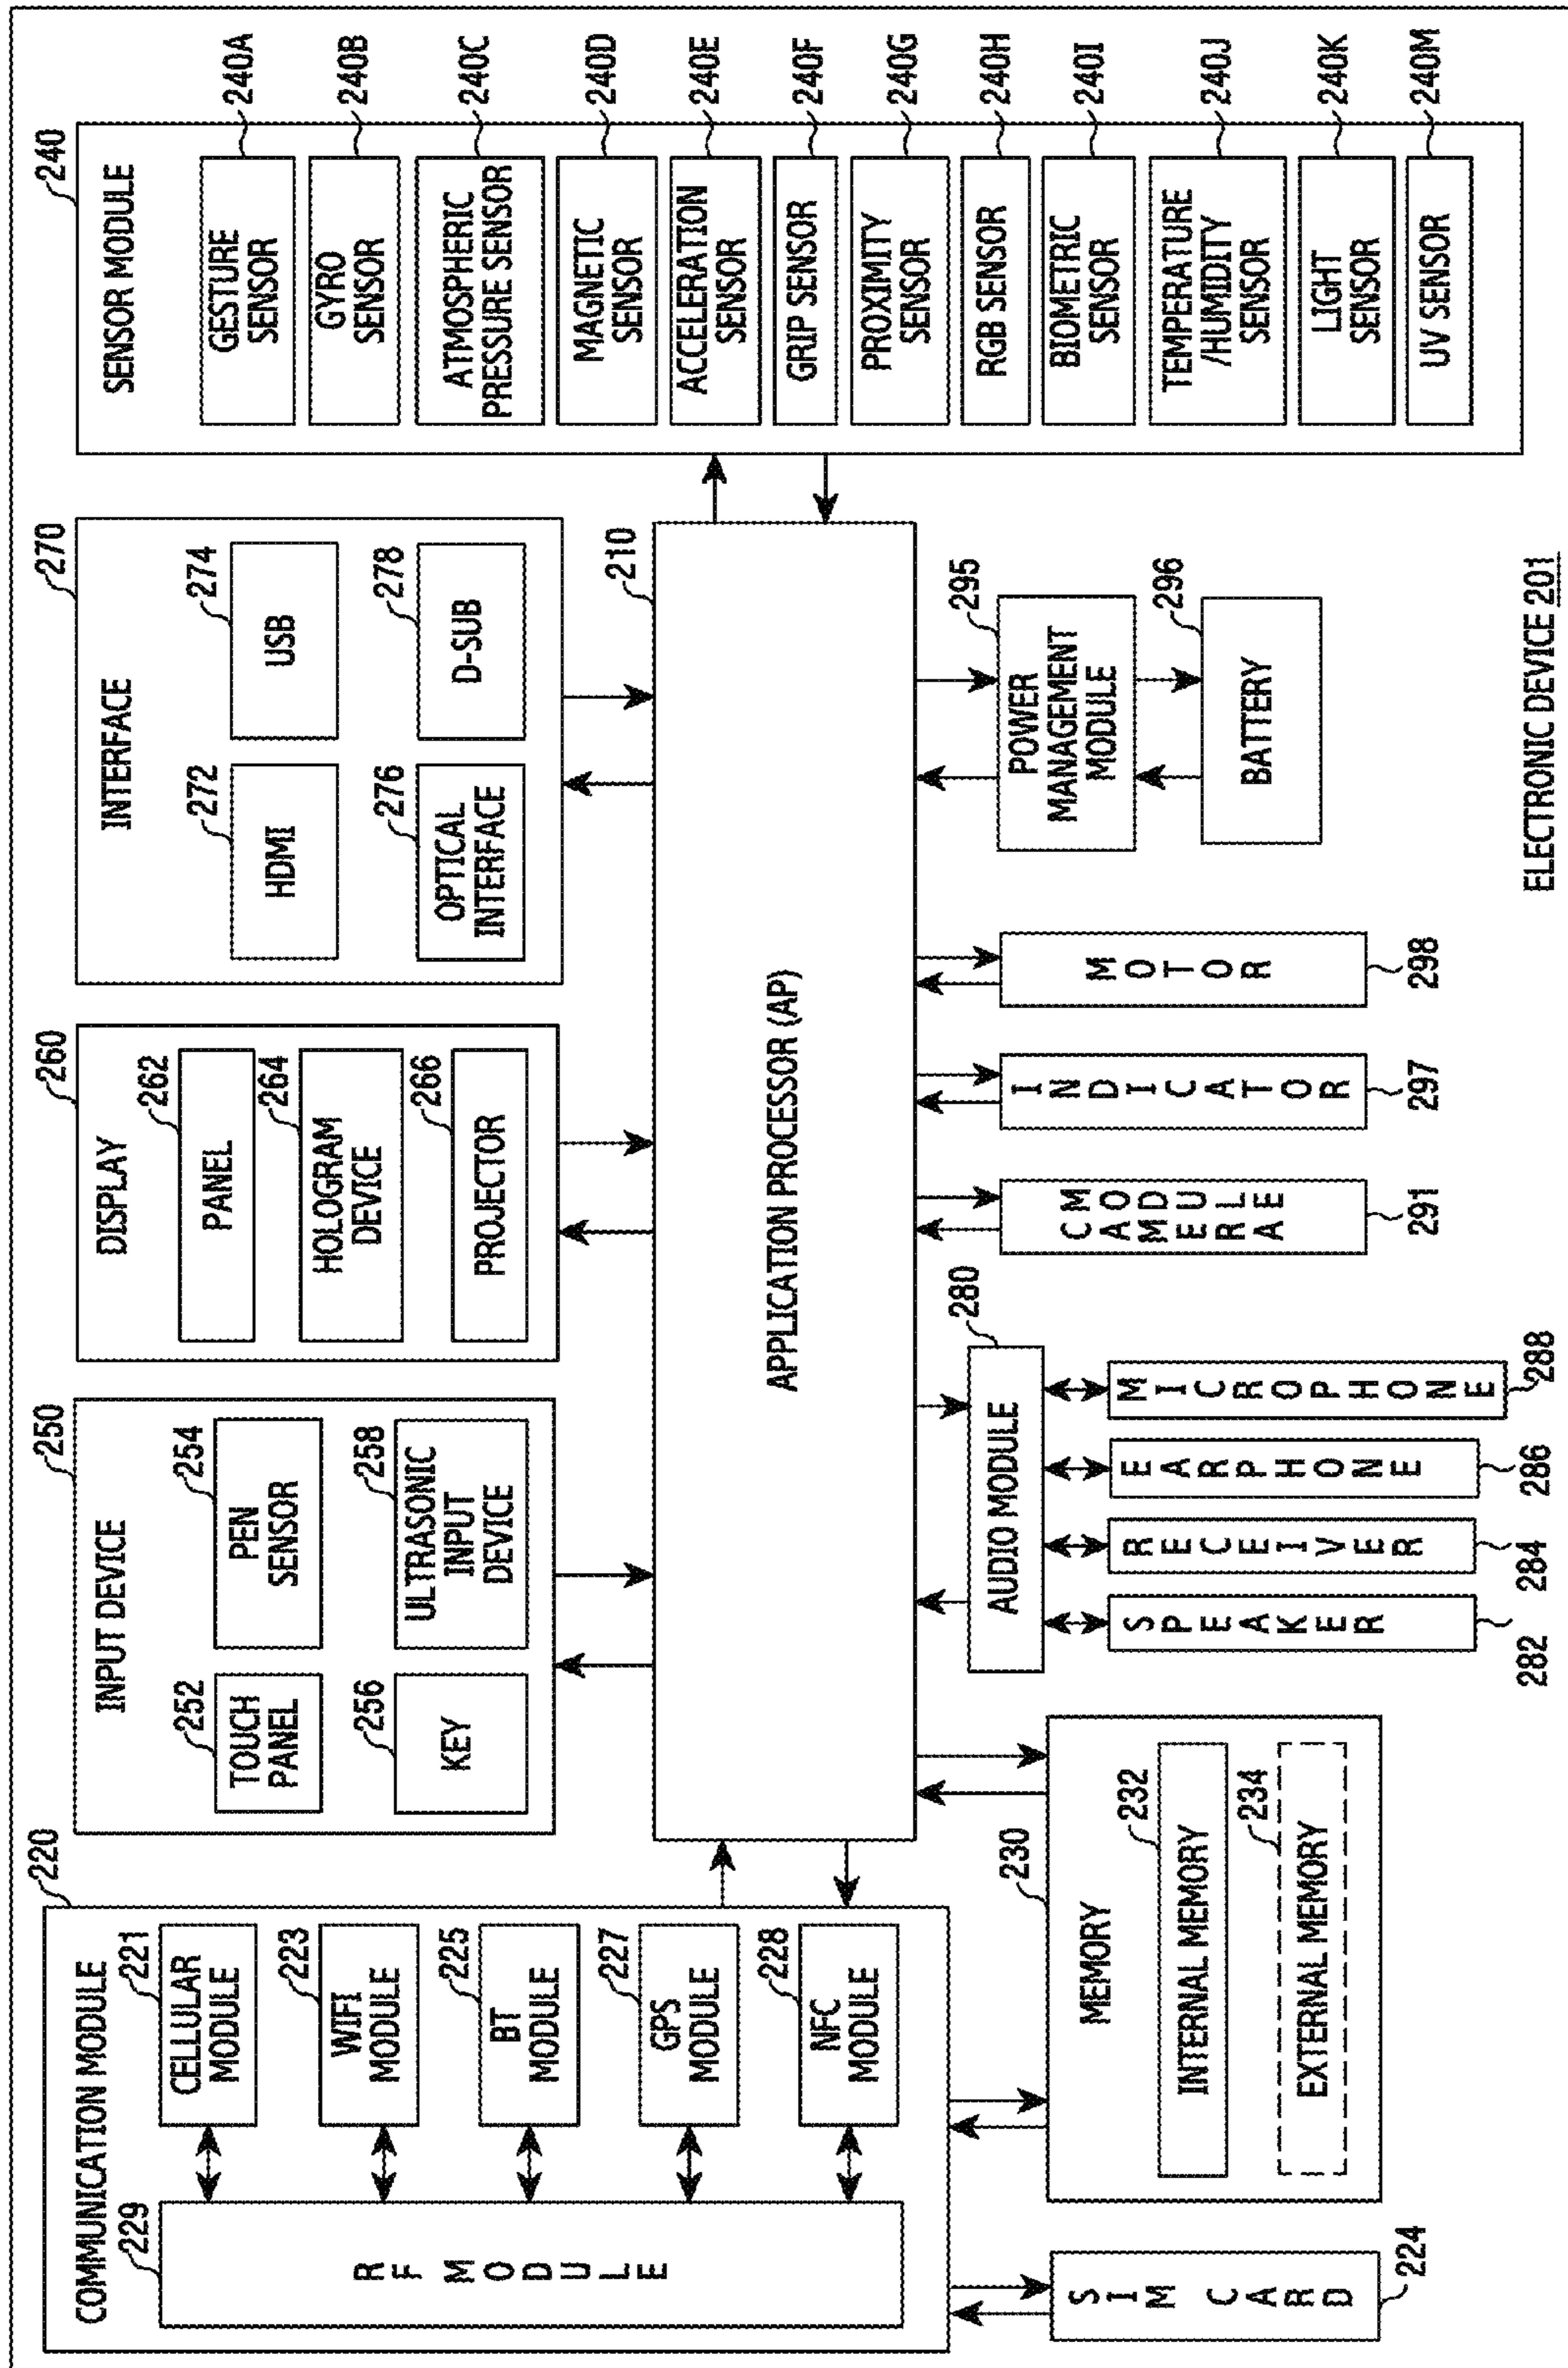 COMMUNICATION MODULE
220
229
RF MODULE
221
CELLULAR
MODULE
223
WIFI
MODULE
225
BT
MODULE
227
GPS
MODULE
228
NFC
MODULE
INPUT DEVICE
250
252
TOUCH
PANEL
254
PEN
SENSOR
256
KEY
258
ULTRASONIC
INPUT
DEVICE
DISPLAY
260
262
PANEL
264
HOLOGRAM
DEVICE
266
PROJECTOR
INTERFACE
270
272
HDMI
274
USB
276
OPTICAL
INTERFACE
278
D-SUB
SENSOR MODULE
240
GESTURE
SENSOR
240A
GYRO
SENSOR
240B
ATMOSPHERIC
PRESSURE SENSOR
240C
MAGNETIC
SENSOR
240D
ACCELERATION
SENSOR
240E
GRIP SENSOR
240F
PROXIMITY
SENSOR
240G
RGB SENSOR
240H
BIOMETRIC
SENSOR
240I
TEMPERATURE
/HUMIDITY
SENSOR
240J
LIGHT
SENSOR
240K
UV SENSOR
240M
APPLICATION PROCESSOR (AP)
210
SIM CARD
224
230
MEMORY
232
INTERNAL MEMORY
234
EXTERNAL MEMORY
AUDIO MODULE
280
SPEAKER
282
RECEIVER
284
EARPHONE
286
MICROPHONE
288
CAMERA
MODULE
291
INDICATOR
297
MOTOR
298
POWER
MANAGEMENT
MODULE
295
BATTERY
296
ELECTRONIC DEVICE 201